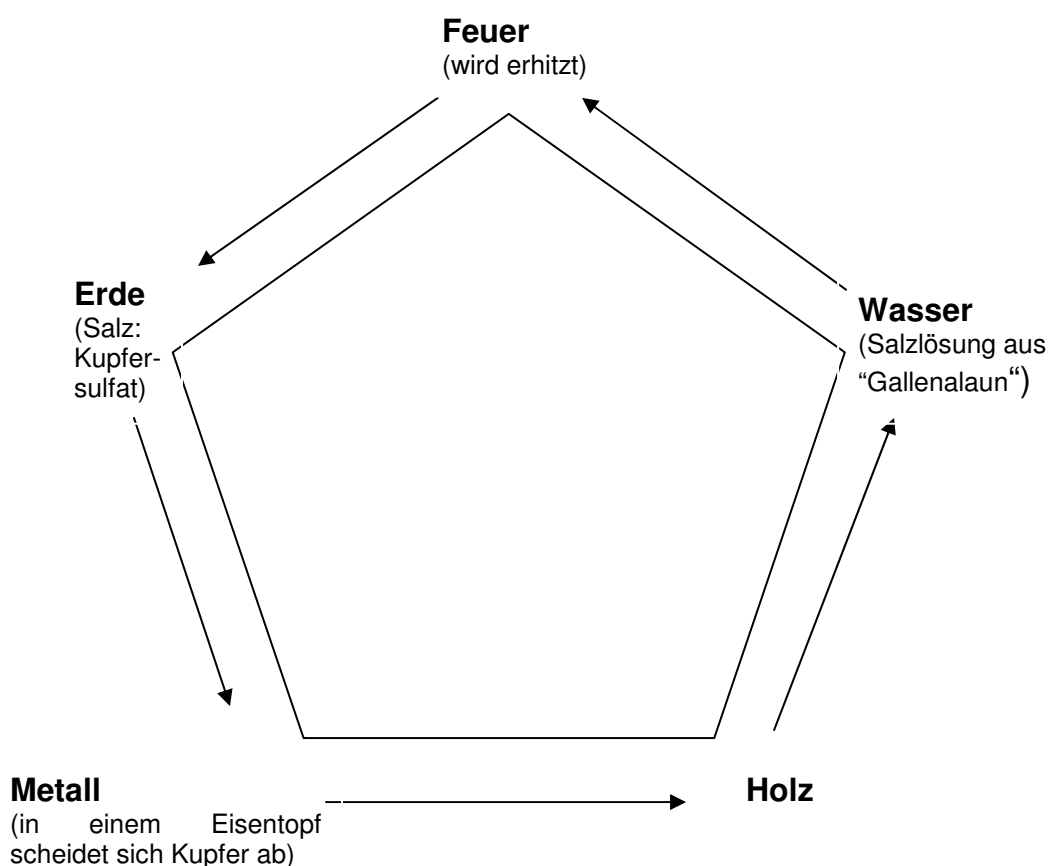 Feuer
(wird erhitzt)
Erde
(Salz:
Kupfer-
sulfat)
Wasser
(Salzlösung aus
“Gallenalaun“)
Metall
(in einem Eisentopf
scheidet sich Kupfer ab)
Holz